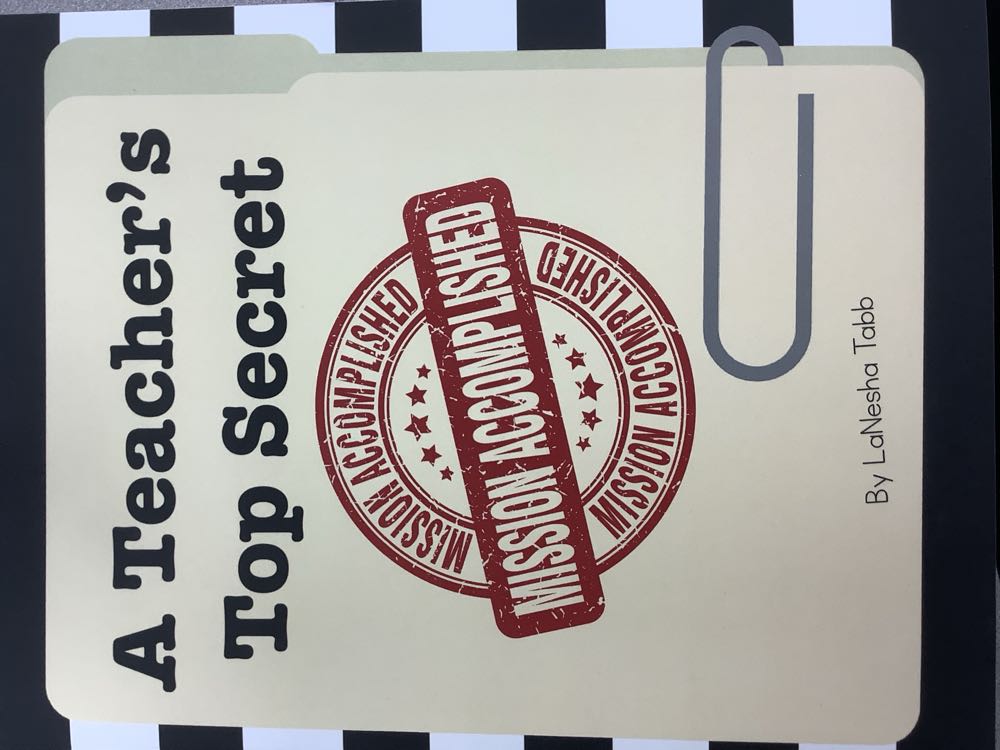 A Teacher's
Top Secret
MISSION ACCOMPLISHED
MISSION ACCOMPLISHED
MISSION ACCOMPLISHED
By LaNesha Tabb